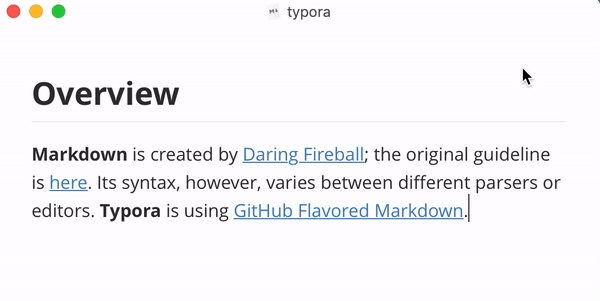 typora
Overview
Markdown is created by Daring Fireball; the original guideline
is here. Its syntax, however, varies between different parsers or
editors. Typora is using GitHub Flavored Markdown.